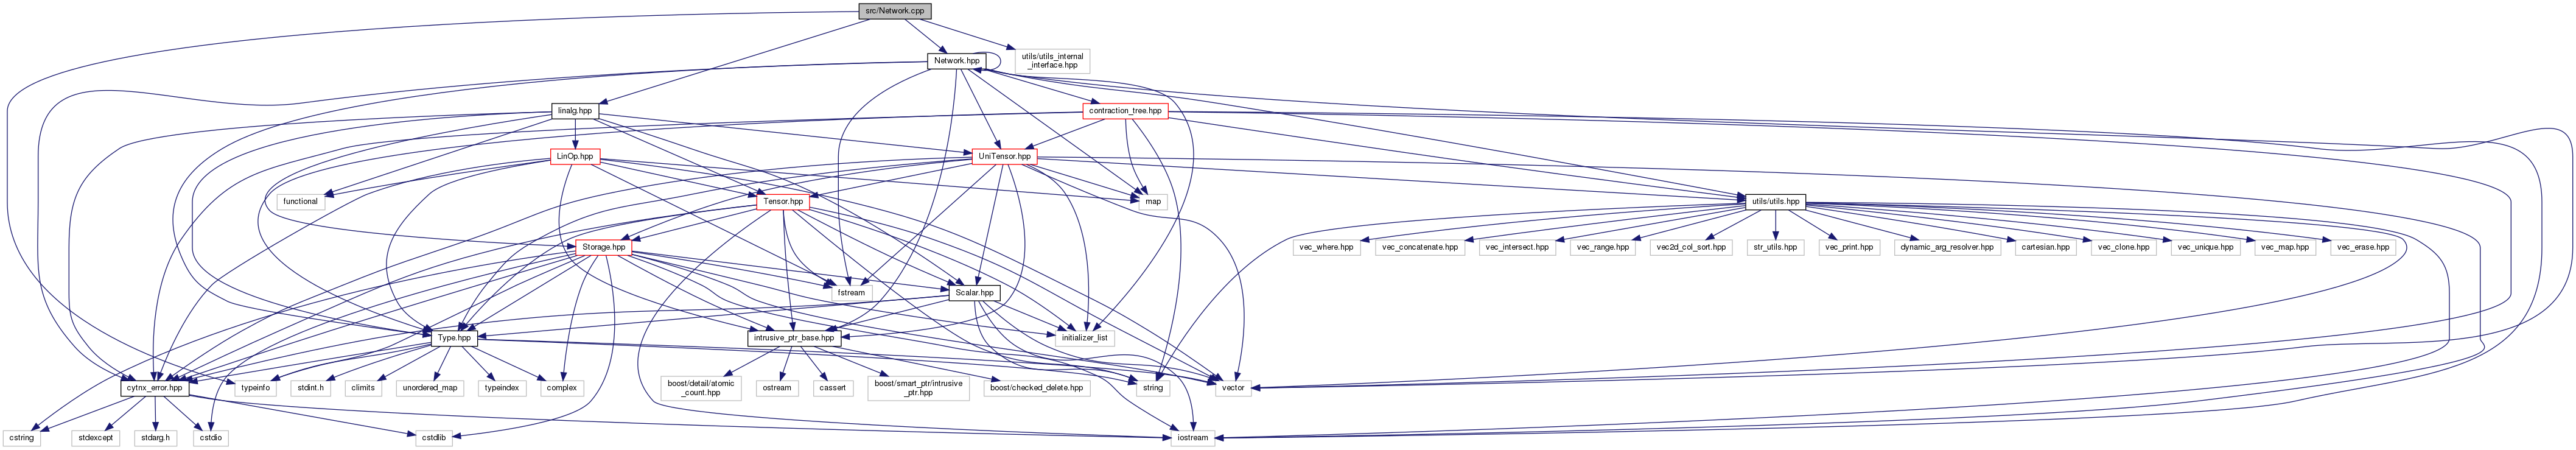 src/Network.cpp
Network.hpp
utils/utils_internal
_interface.hpp
linalg.hpp
contraction_tree.hpp
LinOp.hpp
UniTensor.hpp
functional
Tensor.hpp
map
utils/utils.hpp
Storage.hpp
vec_where.hpp
vec_concatenate.hpp
vec_intersect.hpp
vec_range.hpp
vec2d_col_sort.hpp
str_utils.hpp
vec_print.hpp
dynamic_arg_resolver.hpp
cartesian.hpp
vec_clone.hpp
vec_unique.hpp
vec_map.hpp
vec_erase.hpp
fstream
Scalar.hpp
Type.hpp
intrusive_ptr_base.hpp
initializer_list
cytnx_error.hpp
typeinfo
stdint.h
climits
unordered_map
typeindex
complex
boost/detail/atomic
_count.hpp
ostream
cassert
boost/smart_ptr/intrusive
_ptr.hpp
boost/checked_delete.hpp
string
vector
cstring
stdexcept
stdarg.h
cstdio
cstdlib
iostream